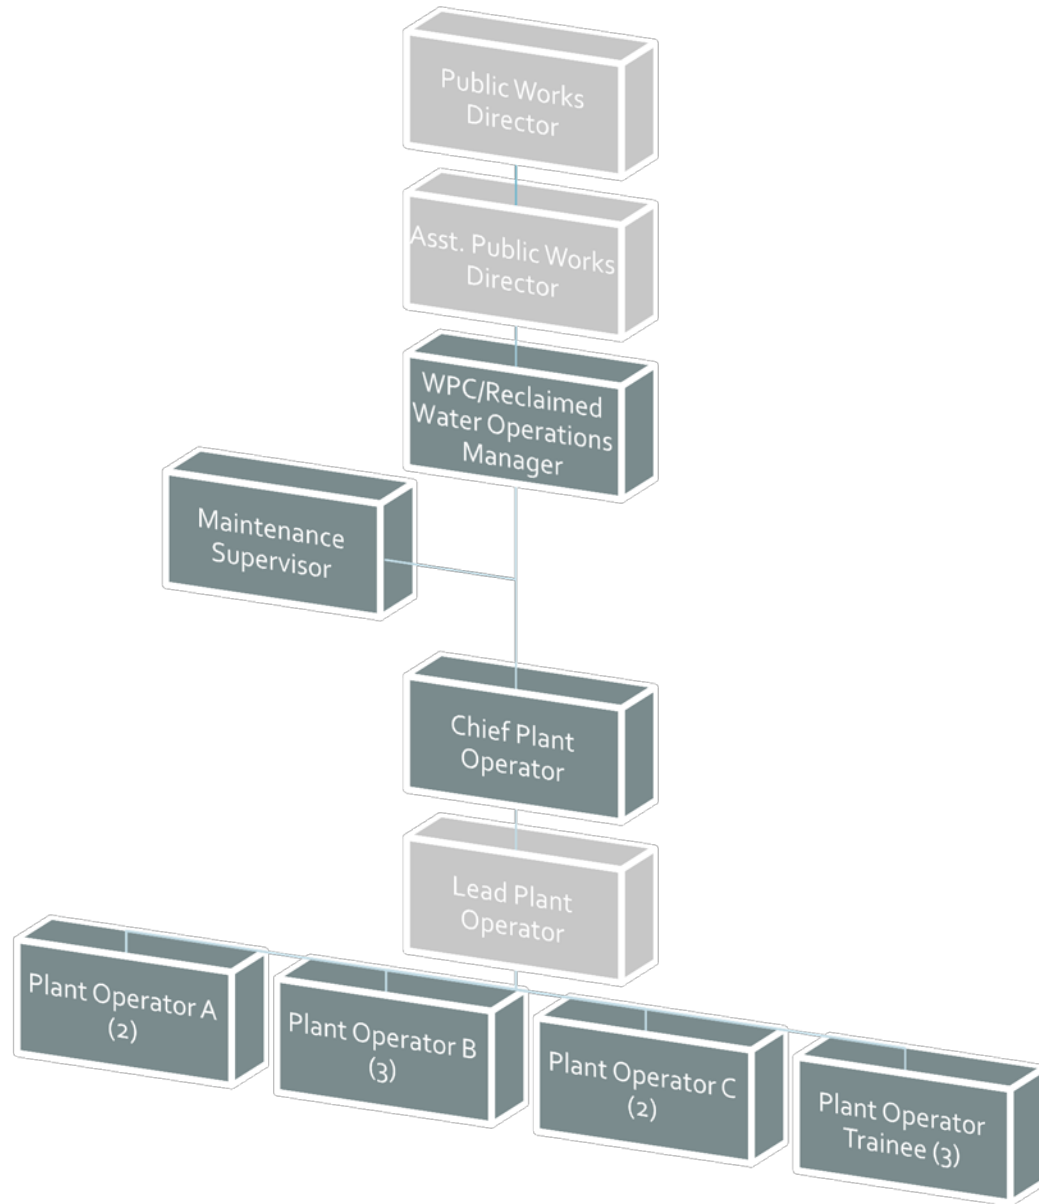 Public Works
Director
Asst. Public Works
Director
WPC/Reclaimed
Water Operations
Manager
Maintenance
Supervisor
Chief Plant
Operator
Lead Plant
Operator
Plant Operator A
(2)
Plant Operator B
(3)
Plant Operator C
(2)
Plant Operator
Trainee (3)